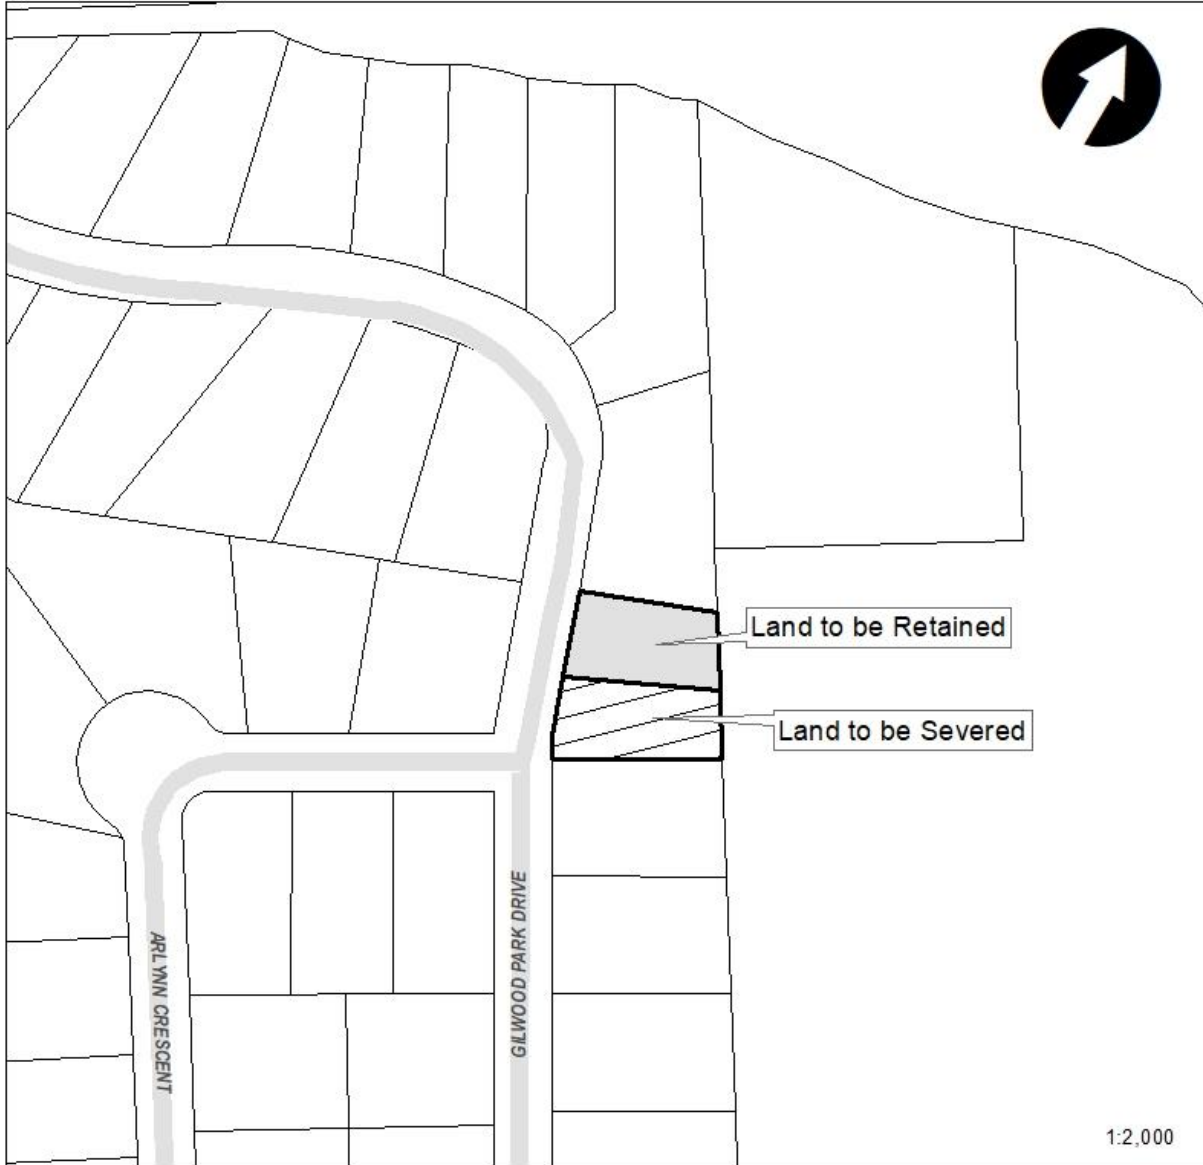 Land to be Retained
Land to be Severed
ARLYNN CRESCENT
GILWOOD PARK DRIVE
1:2,000